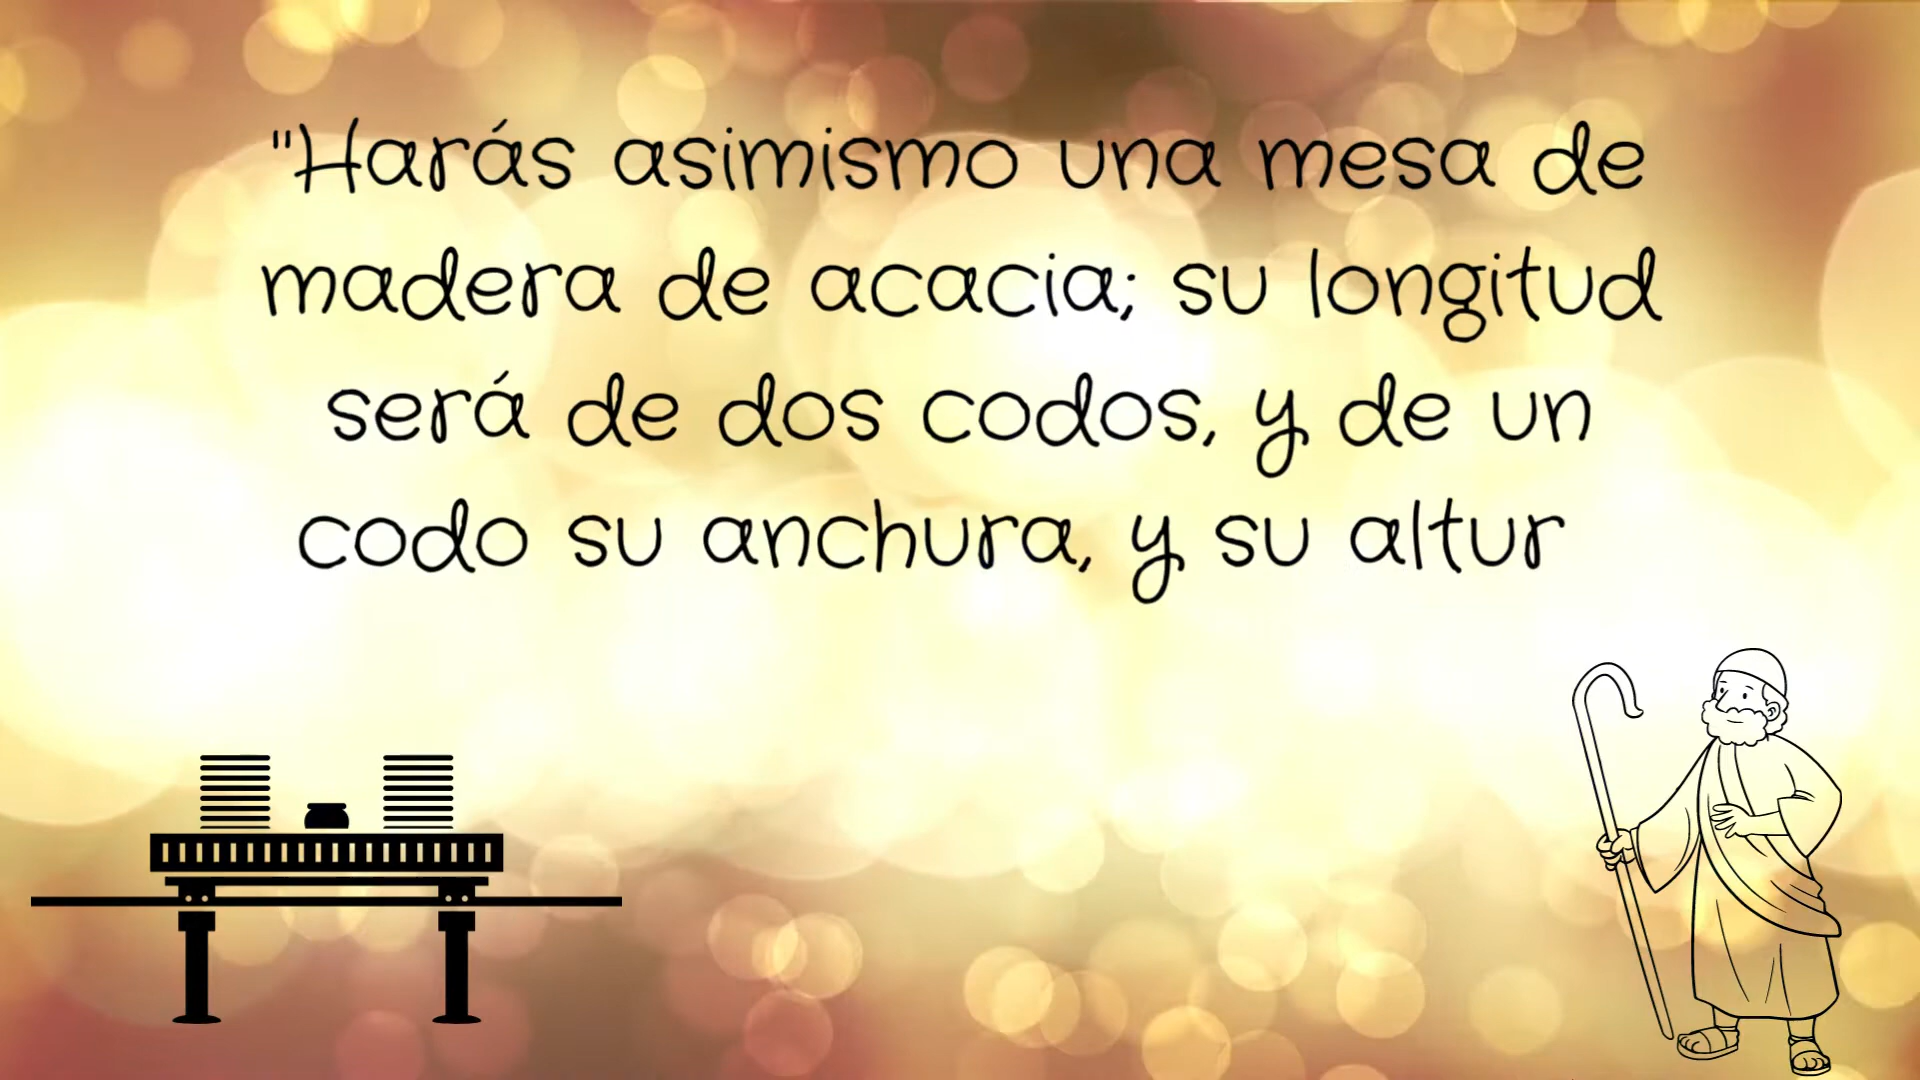 "Harás asimismo una mesa de
madera de acacia; su longitud
será de dos codos, y de un
codo su anchura, y su altur